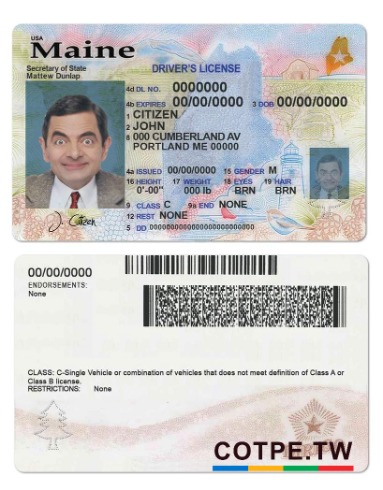 USA
Maine
Secretary of State
Mattew Dunlap
DRIVER'S LICENSE
4d DL NO. 0000000
4b EXPIRES 00/00/0000 3 DOB 00/00/0000
1 CITIZEN
2 JOHN
8 000 CUMBERLAND AV
PORTLAND ME 00000
4a ISSUED 00/00/0000 15 GENDER M
16 HEIGHT 17 WEIGHT 18 EYES 19 HAIR
0'-00" 000 lb BRN BRN
9 CLASS C 9a END NONE
12 REST NONE
5 DD 0000000000000000000000000
J. Citizen
00/00/0000
ENDORSEMENTS:
None
CLASS: C-Single Vehicle or combination of vehicles that does not meet definition of Class A or
Class B license.
RESTRICTIONS: None
COTPE.TW